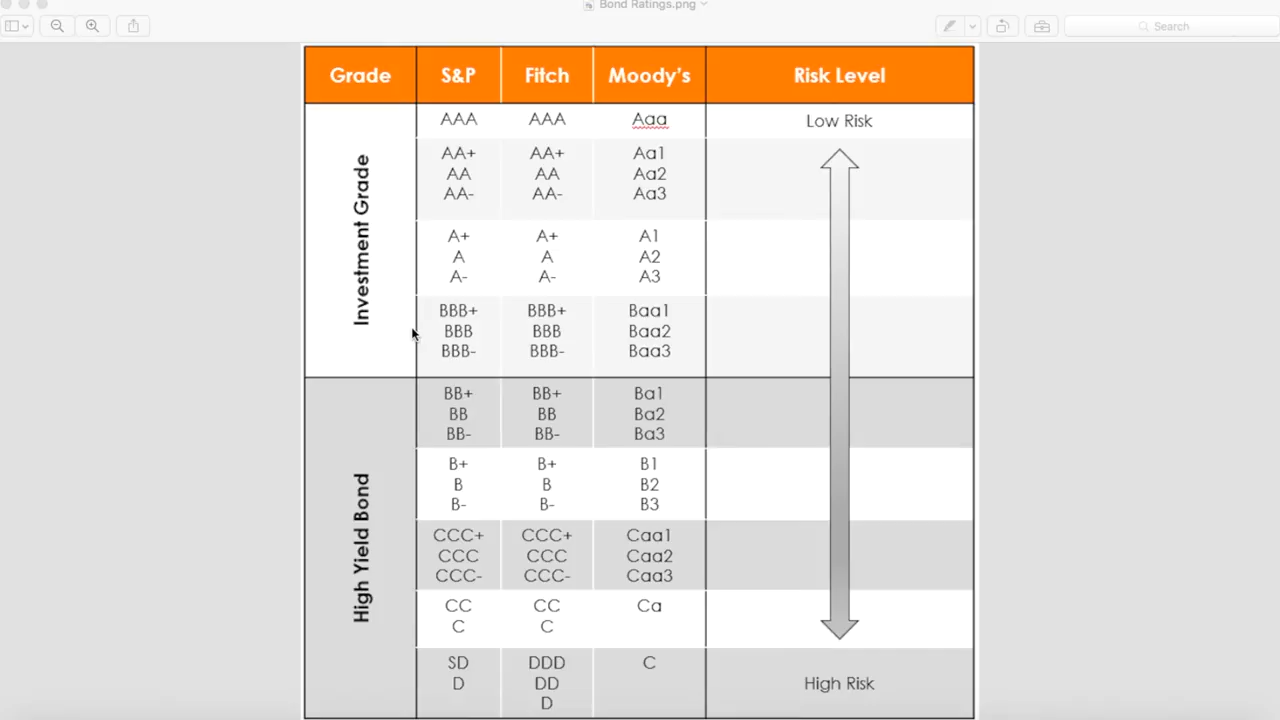 Bond Ratings.png
Search
Grade S&P Fitch Moody's Risk Level
Investment Grade
AAA AAA Aaa Low Risk
AA+ AA+ Aa1
AA AA Aa2
AA- AA- Aa3
A+ A+ A1
A A A2
A- A- A3
BBB+ BBB+ Baa1
BBB BBB Baa2
BBB- BBB- Baa3
High Yield Bond
BB+ BB+ Ba1
BB BB Ba2
BB- BB- Ba3
B+ B+ B1
B B B2
B- B- B3
CCC+ CCC+ Caa1
CCC CCC Caa2
CCC- CCC- Caa3
CC CC Ca
C C
SD DDD C
D DD High Risk
D